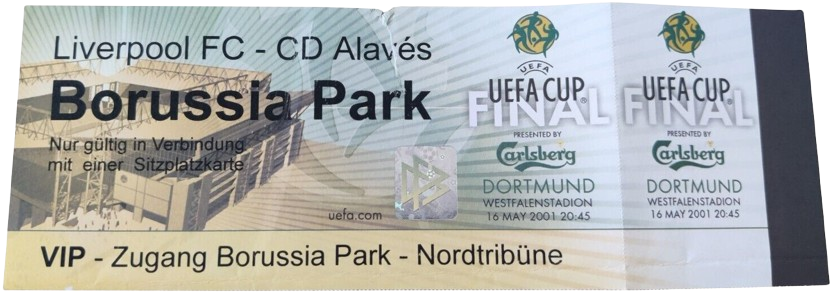 Liverpool FC - CD Alavés
Borussia Park
Nur gültig in Verbindung
mit einer Sitzplatzkarte
uefa.com
VIP - Zugang Borussia Park - Nordtribüne
UEFA
UEFA CUP®
FINAL
PRESENTED BY
Carlsberg
DORTMUND
WESTFALENSTADION
16 MAY 2001 20:45
UEFA
UEFA CUP®
FINAL
PRESENTED BY
Carlsberg
DORTMUND
WESTFALENSTADION
16 MAY 2001 20:45